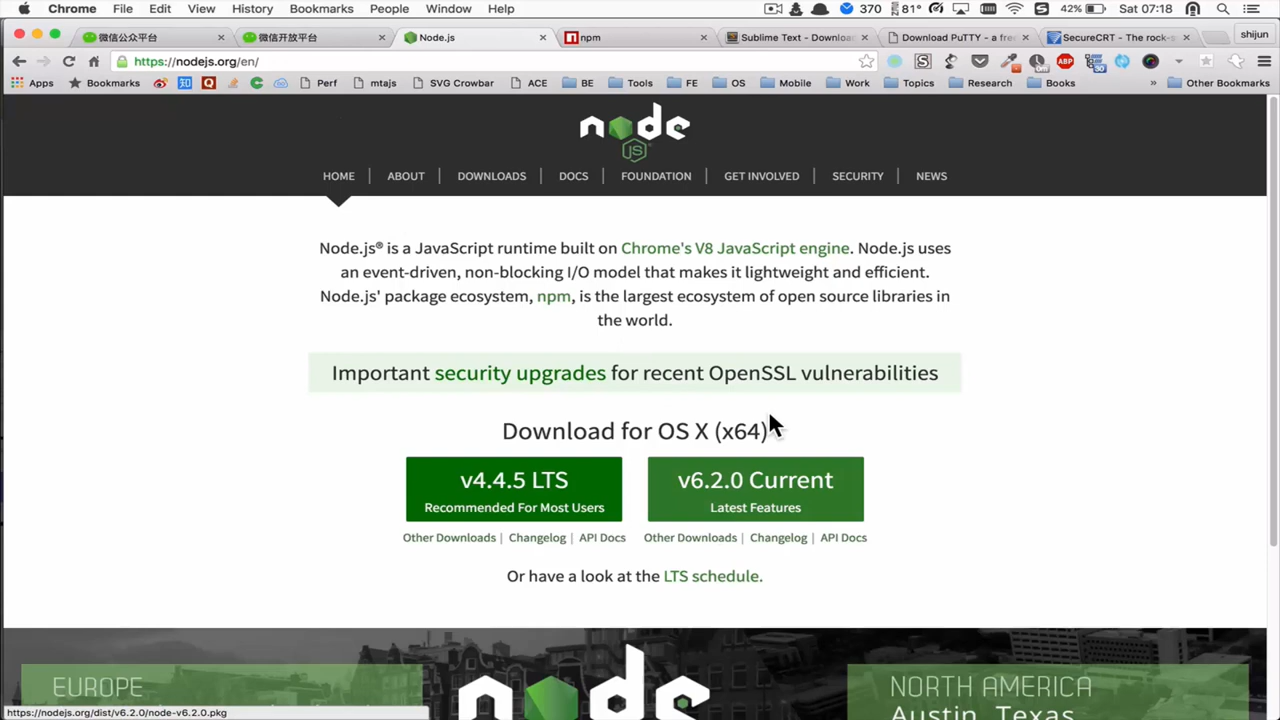 Chrome File Edit View History Bookmarks People Window Help 370 81° 42% Sat 07:18
微信公众平台 微信开放平台 Node.js npm Sublime Text - Download PuTTY - a fre SecureCRT - The rock-s shijun
https://nodejs.org/en/
Apps Bookmarks Perf mtajs SVG Crowbar ACE BE Tools FE OS Mobile Work Topics Research Books » Other Bookmarks
node
JS
HOME ABOUT DOWNLOADS DOCS FOUNDATION GET INVOLVED SECURITY NEWS
Node.js® is a JavaScript runtime built on Chrome's V8 JavaScript engine. Node.js uses
an event-driven, non-blocking I/O model that makes it lightweight and efficient.
Node.js' package ecosystem, npm, is the largest ecosystem of open source libraries in
the world.
Important security upgrades for recent OpenSSL vulnerabilities
Download for OS X (x64)
v4.4.5 LTS
Recommended For Most Users
v6.2.0 Current
Latest Features
Other Downloads | Changelog | API Docs
Other Downloads | Changelog | API Docs
Or have a look at the LTS schedule.
EUROPE
node
NORTH AMERICA
Austin, Texas
https://nodejs.org/dist/v6.2.0/node-v6.2.0.pkg